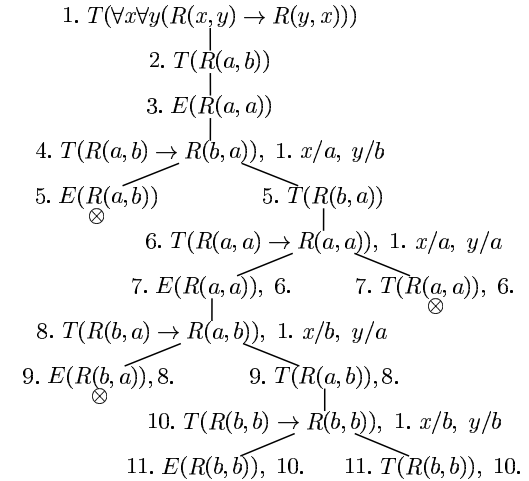 1. T(∀x∀y(R(x, y) → R(y, x)))
2. T(R(a, b))
3. E(R(a, a))
4. T(R(a, b) → R(b, a)), 1. x/a, y/b
5. E(R(a, b)) 5. T(R(b, a))
⊗
6. T(R(a, a) → R(a, a)), 1. x/a, y/a
7. E(R(a, a)), 6. 7. T(R(a, a)), 6.
⊗
8. T(R(b, a) → R(a, b)), 1. x/b, y/a
9. E(R(b, a)), 8. 9. T(R(a, b)), 8.
⊗
10. T(R(b, b) → R(b, b)), 1. x/b, y/b
11. E(R(b, b)), 10. 11. T(R(b, b)), 10.